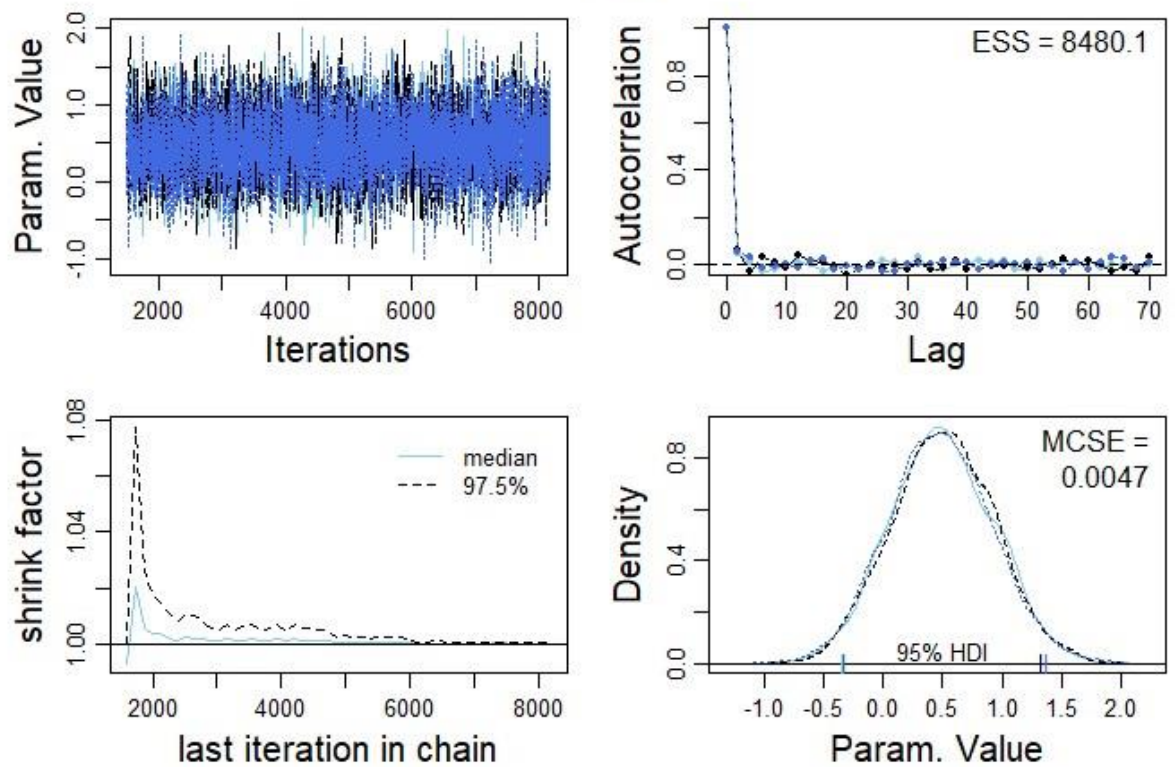 Param. Value
2.0
1.0
0.0
-1.0
2000 4000 6000 8000
Iterations
Autocorrelation
0.8
0.4
0.0
ESS = 8480.1
0 10 20 30 40 50 60 70
Lag
shrink factor
1.08
1.04
1.00
median
97.5%
2000 4000 6000 8000
last iteration in chain
Density
0.8
0.4
0.0
MCSE =
0.0047
95% HDI
-1.0 -0.5 0.0 0.5 1.0 1.5 2.0
Param. Value